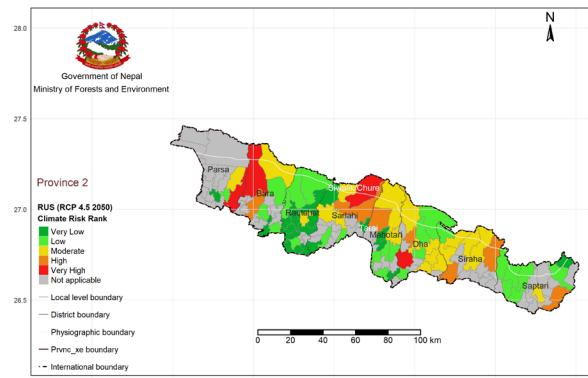 28.5
N
Government of Nepal
Ministry of Forests and Environment
27.5
Parsa
Province 2
Siwalik/Chure
Bara
RUS (RCP 4.5 2050)
Climate Risk Rank
27.0
Rautahat
Sarlahi
Very Low
Tarai
Low
Mahotari
Moderate
Dha
High
Very High
Siraha
Not applicable
Local level boundary
Saptari
26.5
District boundary
Physiographic boundary
0 20 40 60 80 100 km
Prvnc_xe boundary
International boundary